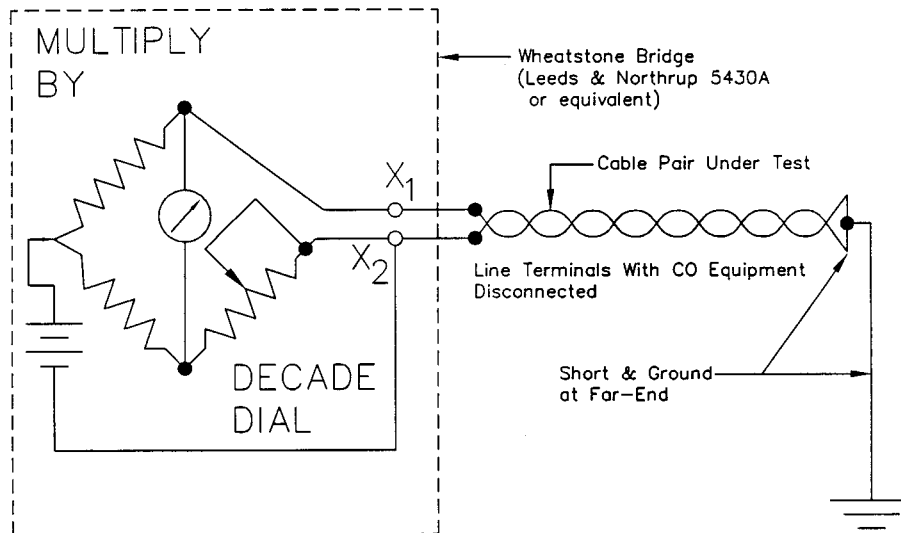 MULTIPLY
BY
Wheatstone Bridge
(Leeds & Northrup 5430A
or equivalent)
Cable Pair Under Test
X1
X2
Line Terminals With CO Equipment
Disconnected
DECADE
DIAL
Short & Ground
at Far-End